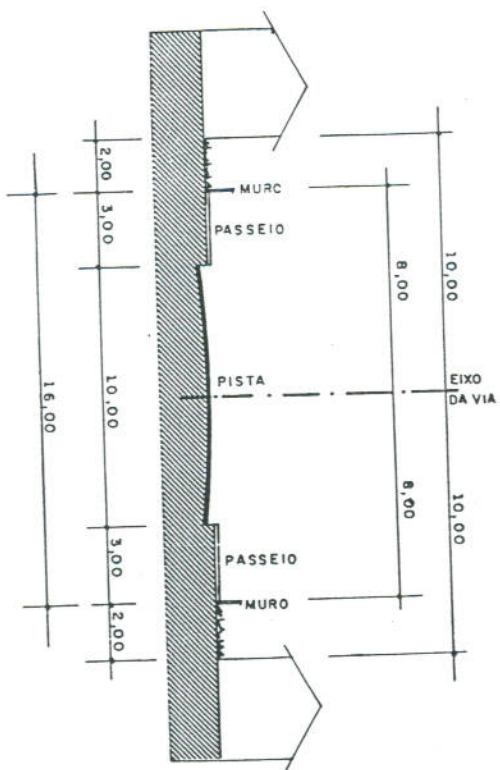 2,00
3,00
10,00
3,00
2,00
16,00
MURO
PASSEIO
PISTA
PASSEIO
MURO
8,00
8,00
10,00
10,00
EIXO
DA VIA